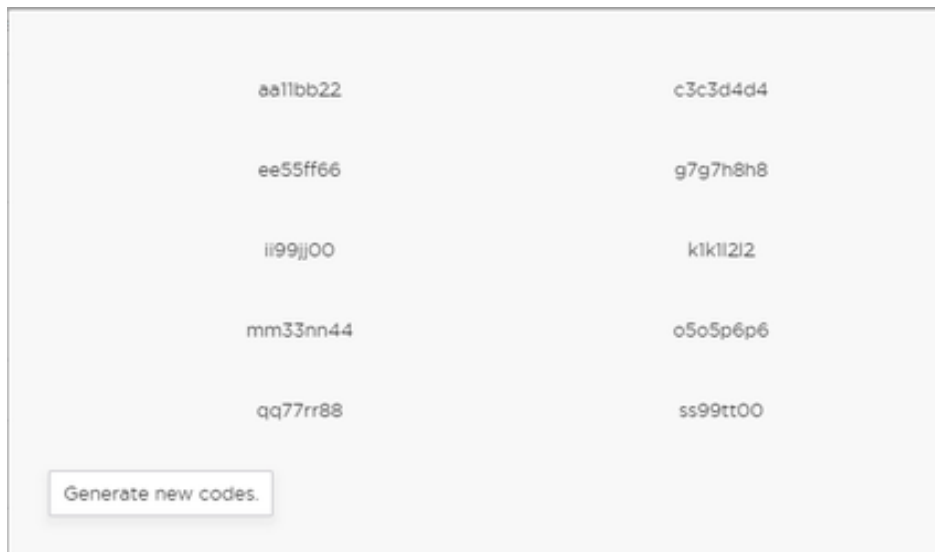 aa11bb22 c3c3d4d4
ee55ff66 g7g7h8h8
ii99jj00 k1k1l2l2
mm33nn44 o5o5p6p6
qq77rr88 ss99tt00
Generate new codes.